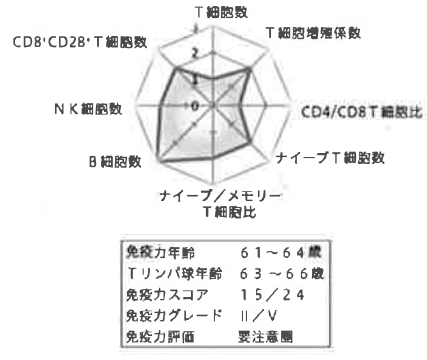 T細胞数
CD8+CD28+T細胞数
T細胞増殖係数
3
2
1
0
NK細胞数
CD4/CD8T細胞比
B細胞数
ナイーブT細胞数
ナイーブ／メモリー
T細胞比
免疫力年齢 61～64歳
Tリンパ球年齢 63～66歳
免疫力スコア 15／24
免疫力グレード II／V
免疫力評価 要注意圏